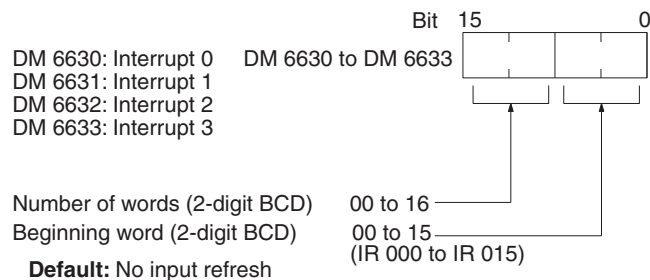 Bit 15 0
DM 6630: Interrupt 0 DM 6630 to DM 6633
DM 6631: Interrupt 1
DM 6632: Interrupt 2
DM 6633: Interrupt 3
Number of words (2-digit BCD) 00 to 16
Beginning word (2-digit BCD) 00 to 15
(IR 000 to IR 015)
Default: No input refresh